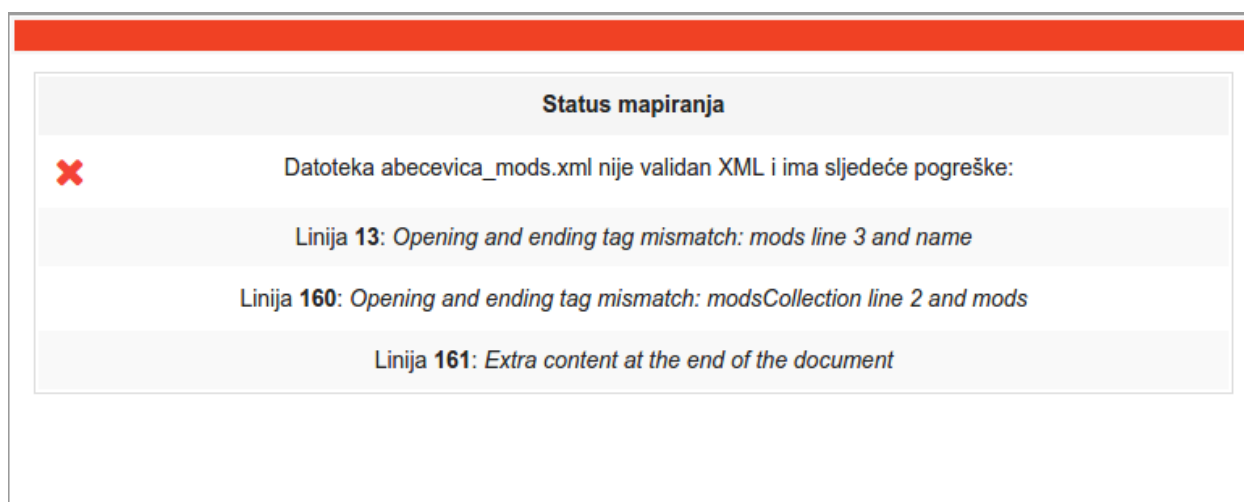 Status mapiranja
Datoteka abecevica_mods.xml nije validan XML i ima sljedeće pogreške:
Linija 13: Opening and ending tag mismatch: mods line 3 and name
Linija 160: Opening and ending tag mismatch: modsCollection line 2 and mods
Linija 161: Extra content at the end of the document